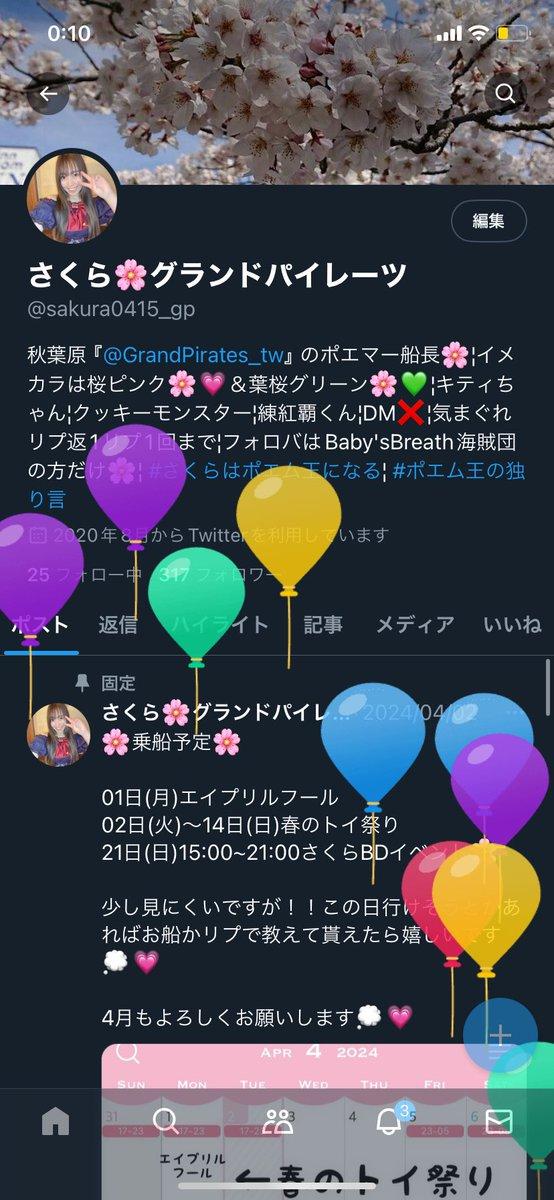 0:10
編集
さくら🌸グランドパイレーツ
@sakura0415_gp
秋葉原『@GrandPirates_tw』のポエマー船長🌸¦イメ
カラは桜ピンク🌸💗＆葉桜グリーン🌸💚¦キティち
ゃん¦クッキーモンスター¦練紅覇くん¦DM❌¦気まぐれ
リプ返1リプ1回まで¦フォロバはBaby'sBreath海賊団
の方だけ🌸¦ #さくらはポエム王になる¦ #ポエム王の独
り言
2020年8月からTwitterを利用しています
25 フォロー中 317 フォロワー
ポスト 返信 ハイライト 記事 メディア いいね
固定
さくら🌸グランドパイレ... · 2024/04/02
🌸乗船予定🌸
01日(月)エイプリルフール
02日(火)〜14日(日)春のトイ祭り
21日(日)15:00~21:00さくらBDイベント
少し見にくいですが！！この日行けそうとかあ
ればお船かリプで教えて貰えたら嬉しいです
💭💗
4月もよろしくお願いします💭💗
APR 4 2024
SUN MON TUE WED THU FRI SAT
31 1 2 3 4 5 6
17-23 17-23 17-23 23-05
3
エイプリル
フール
←春のトイ祭り